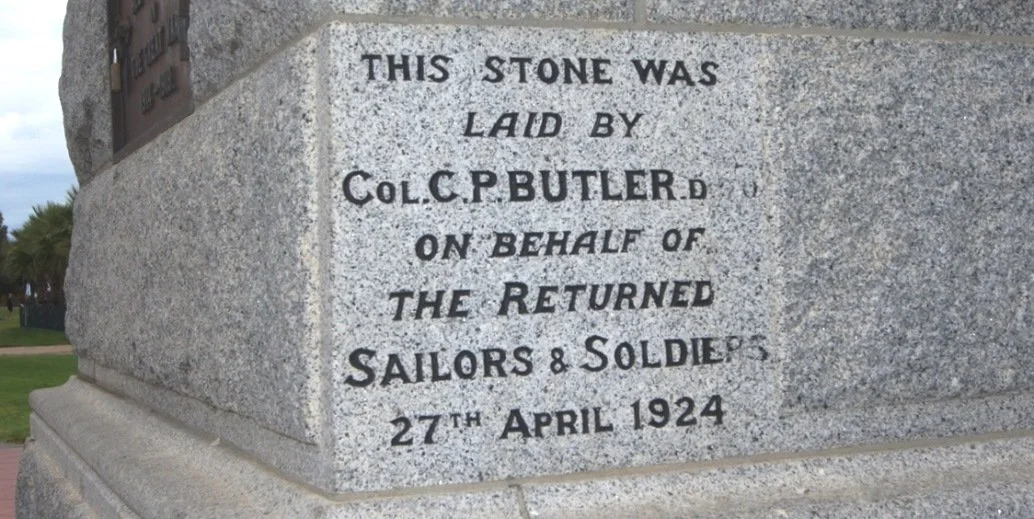 THIS STONE WAS
LAID BY
COL. C. P. BUTLER. D
ON BEHALF OF
THE RETURNED
SAILORS & SOLDIERS
27TH APRIL 1924